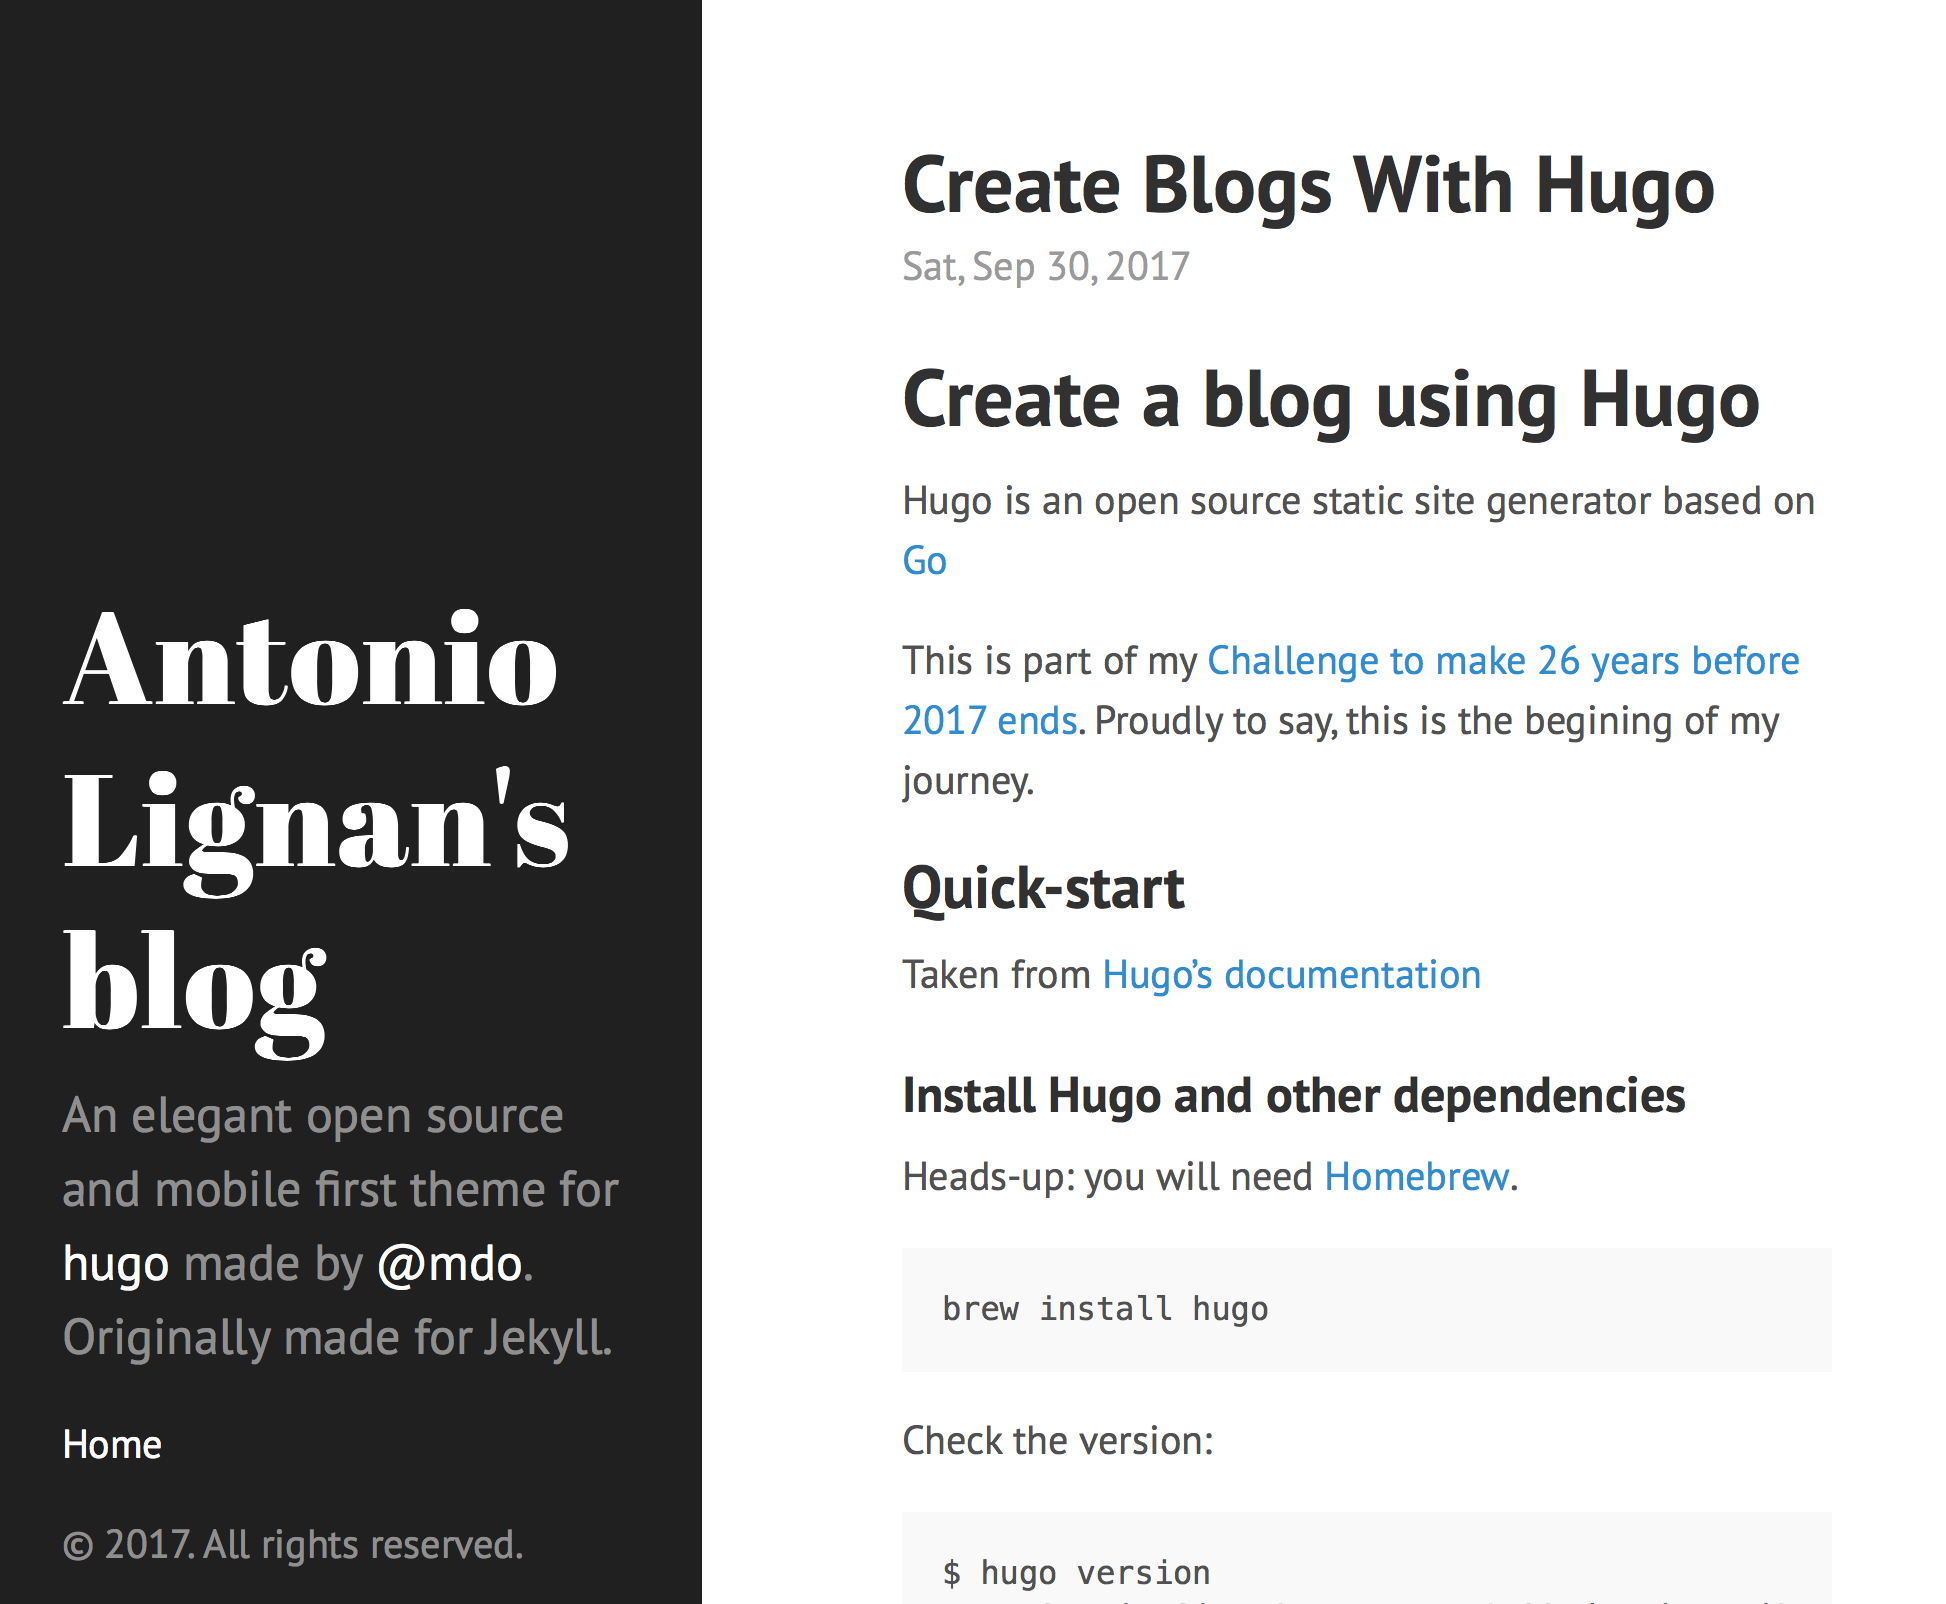 Antonio
Lignan's
blog
An elegant open source
and mobile first theme for
hugo made by @mdo.
Originally made for Jekyll.
Home
© 2017. All rights reserved.
Create Blogs With Hugo
Sat, Sep 30, 2017
Create a blog using Hugo
Hugo is an open source static site generator based on
Go
This is part of my Challenge to make 26 years before
2017 ends. Proudly to say, this is the begining of my
journey.
Quick-start
Taken from Hugo’s documentation
Install Hugo and other dependencies
Heads-up: you will need Homebrew.
brew install hugo
Check the version:
$ hugo version